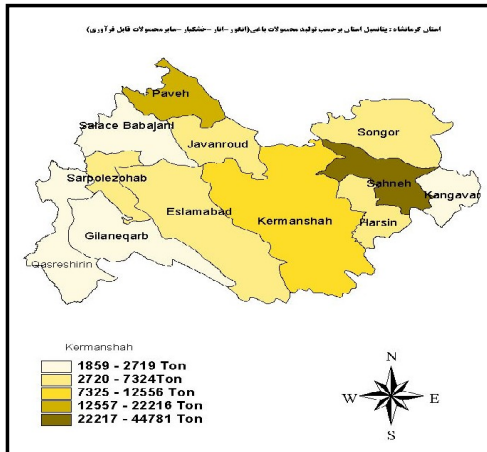 استان کرمانشاه : پتانسیل استان بر حسب تولید محصولات باغی(انگور -انار -خشکبار -سایر محصولات قابل فرآوری)
Paveh
Salace Babajani
Javanroud
Songor
Sarpolezohab
Sahneh
Kangavar
Eslamabad
Kermanshah
Harsin
Gilaneqarb
Qasreshirin
Kermanshah
1859 - 2719 Ton
2720 - 7324Ton
7325 - 12556 Ton
12557 - 22216 Ton
22217 - 44781 Ton
N
W
E
S